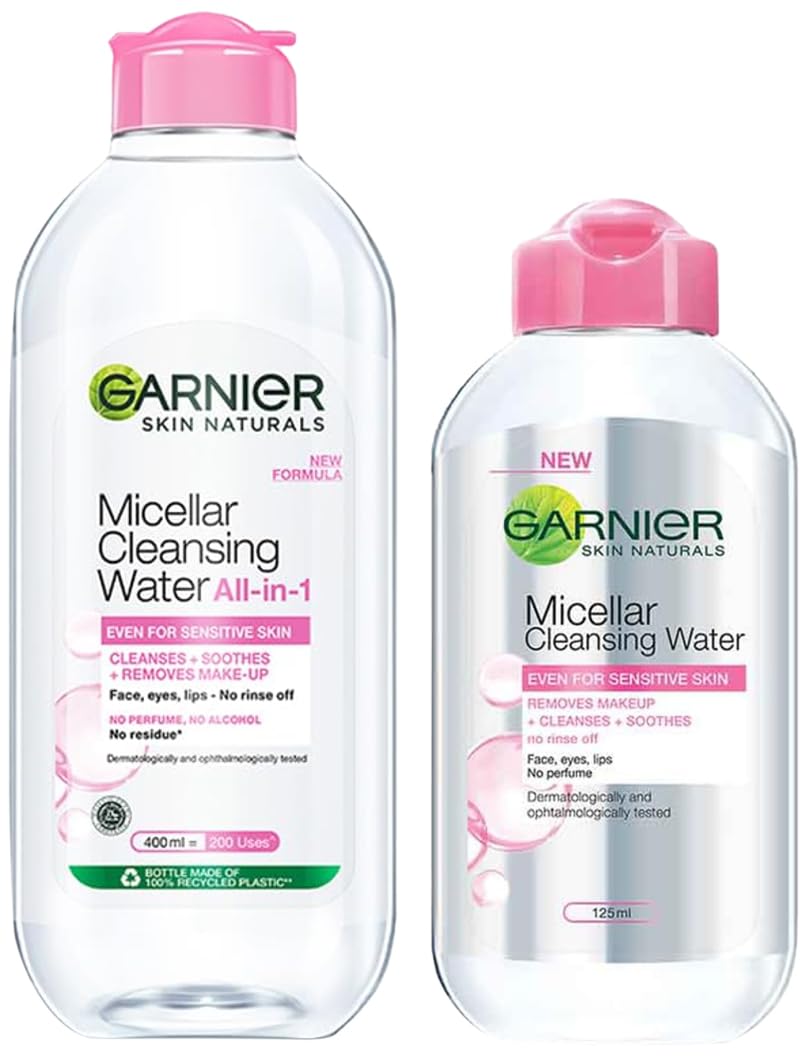 GARNIER
SKIN NATURALS
NEW
FORMULA
Micellar
Cleansing
Water All-in-1
EVEN FOR SENSITIVE SKIN
CLEANSES + SOOTHES
+ REMOVES MAKE-UP
Face, eyes, lips - No rinse off
NO PERFUME, NO ALCOHOL
No residue*
Dermatologically and ophthalmologically tested
400ml = 200 Uses^
BOTTLE MADE OF
100% RECYCLED PLASTIC**
NEW
GARNIER
SKIN NATURALS
Micellar
Cleansing Water
EVEN FOR SENSITIVE SKIN
REMOVES MAKEUP
+ CLEANSES + SOOTHES
no rinse off
Face, eyes, lips
No perfume
Dermatologically and
ophtalmologically tested
125ml